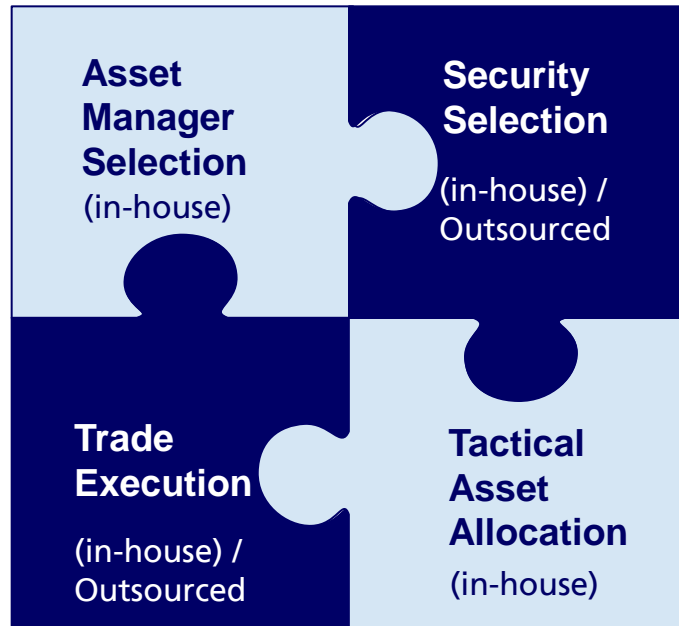 Asset
Manager
Selection
(in-house)
Security
Selection
(in-house) /
Outsourced
Trade
Execution
(in-house) /
Outsourced
Tactical
Asset
Allocation
(in-house)